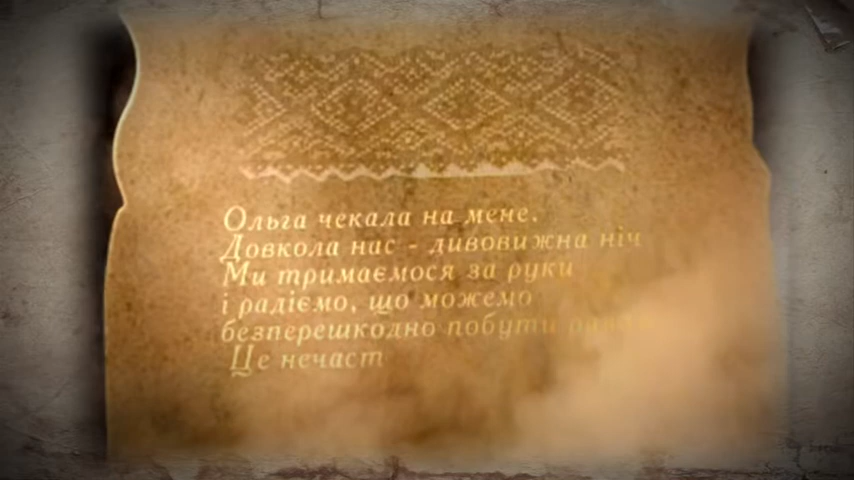 Ольга чекала на мене.
Довкола нас - дивовижна ніч
Ми тримаємося за руки
і радіємо, що можемо
безперешкодно побути
Це нечаст